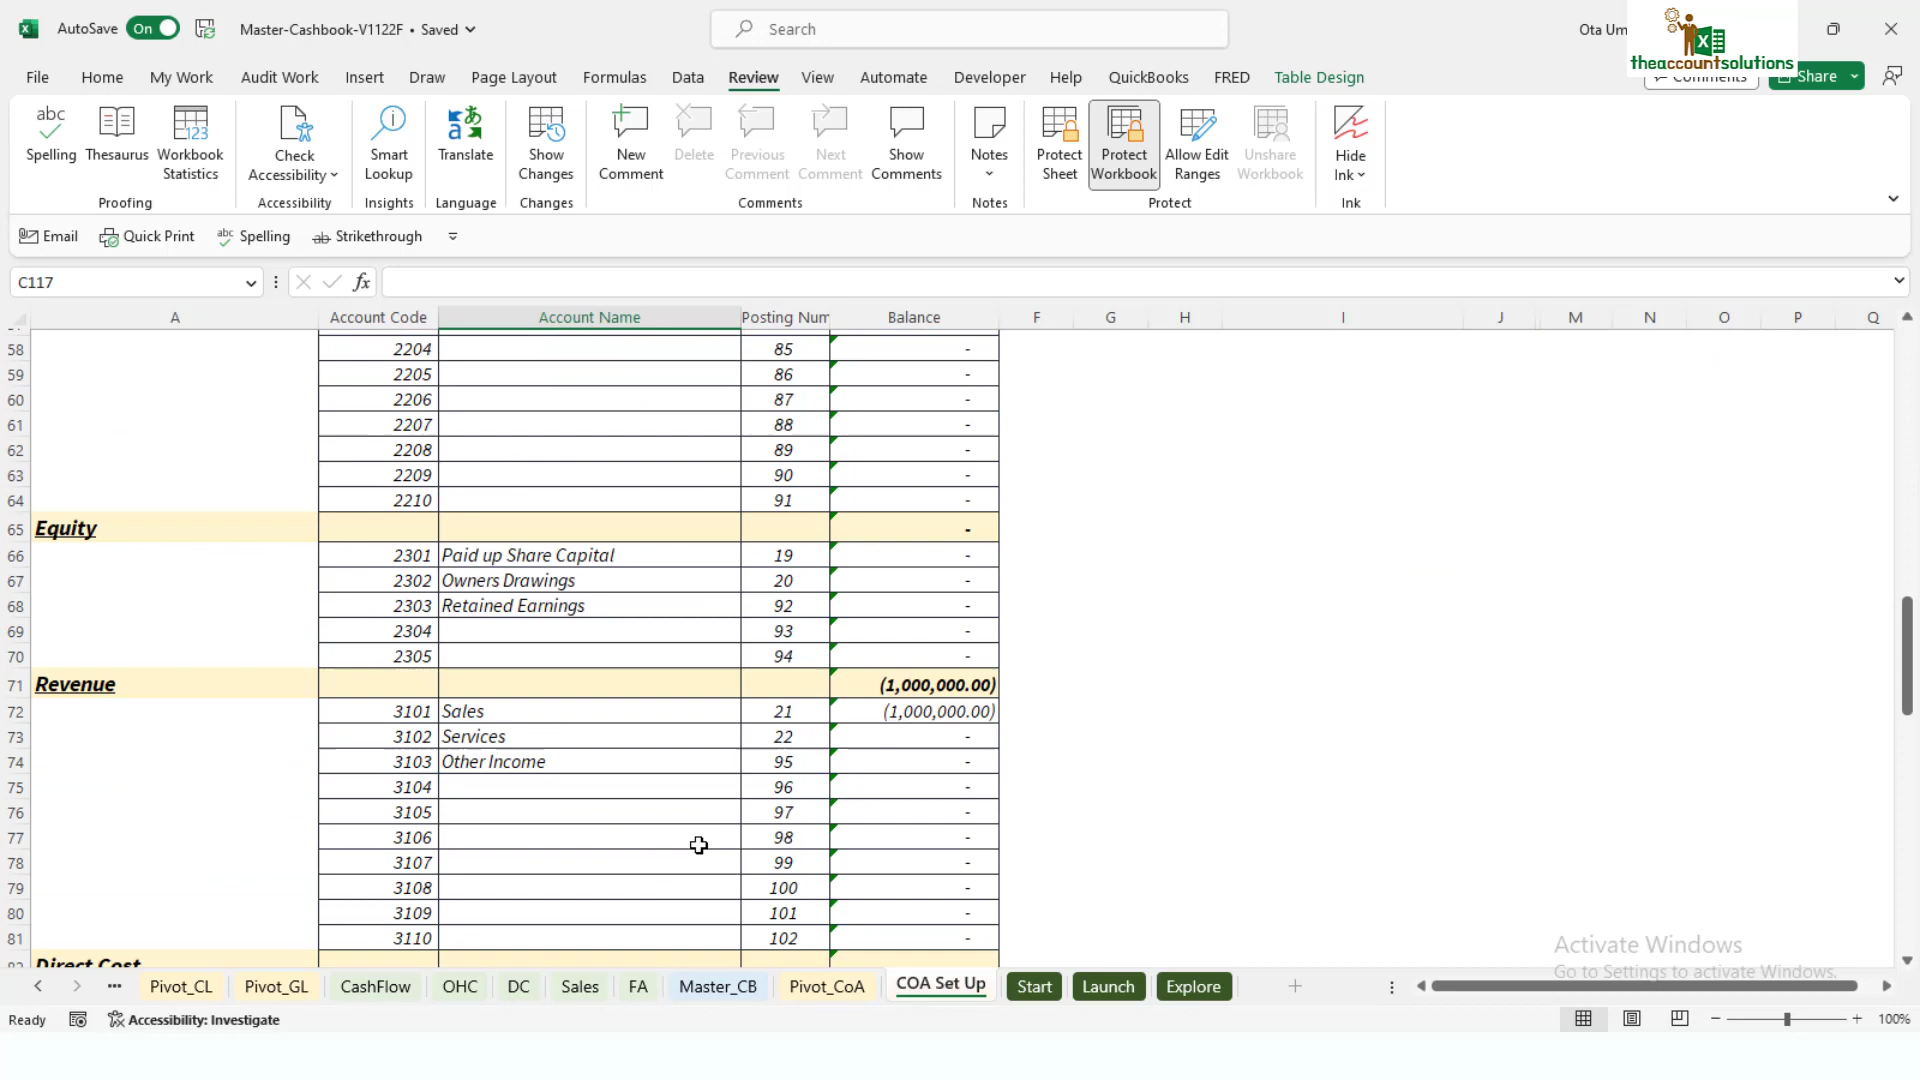 AutoSave On Master-Cashbook-V1122F • Saved Search Ota Um
theaccountsolutions
File Home My Work Audit Work Insert Draw Page Layout Formulas Data Review View Automate Developer Help QuickBooks FRED Table Design Comments Share
Spelling Thesaurus Workbook Statistics Check Accessibility Smart Lookup Translate Show Changes New Comment Delete Previous Comment Next Comment Show Comments Notes Protect Sheet Protect Workbook Allow Edit Ranges Unshare Workbook Hide Ink
Proofing Accessibility Insights Language Changes Comments Notes Protect Ink
Email Quick Print Spelling Strikethrough
C117 fx
A Account Code Account Name Posting Num Balance F G H I J M N O P Q
58 2204 85 -
59 2205 86 -
60 2206 87 -
61 2207 88 -
62 2208 89 -
63 2209 90 -
64 2210 91 -
65 Equity -
66 2301 Paid up Share Capital 19 -
67 2302 Owners Drawings 20 -
68 2303 Retained Earnings 92 -
69 2304 93 -
70 2305 94 -
71 Revenue (1,000,000.00)
72 3101 Sales 21 (1,000,000.00)
73 3102 Services 22 -
74 3103 Other Income 95 -
75 3104 96 -
76 3105 97 -
77 3106 98 -
78 3107 99 -
79 3108 100 -
80 3109 101 -
81 3110 102 -
Direct Cost
Activate Windows
Go to Settings to activate Windows.
Pivot_CL Pivot_GL CashFlow OHC DC Sales FA Master_CB Pivot_CoA COA Set Up Start Launch Explore
Ready Accessibility: Investigate 100%